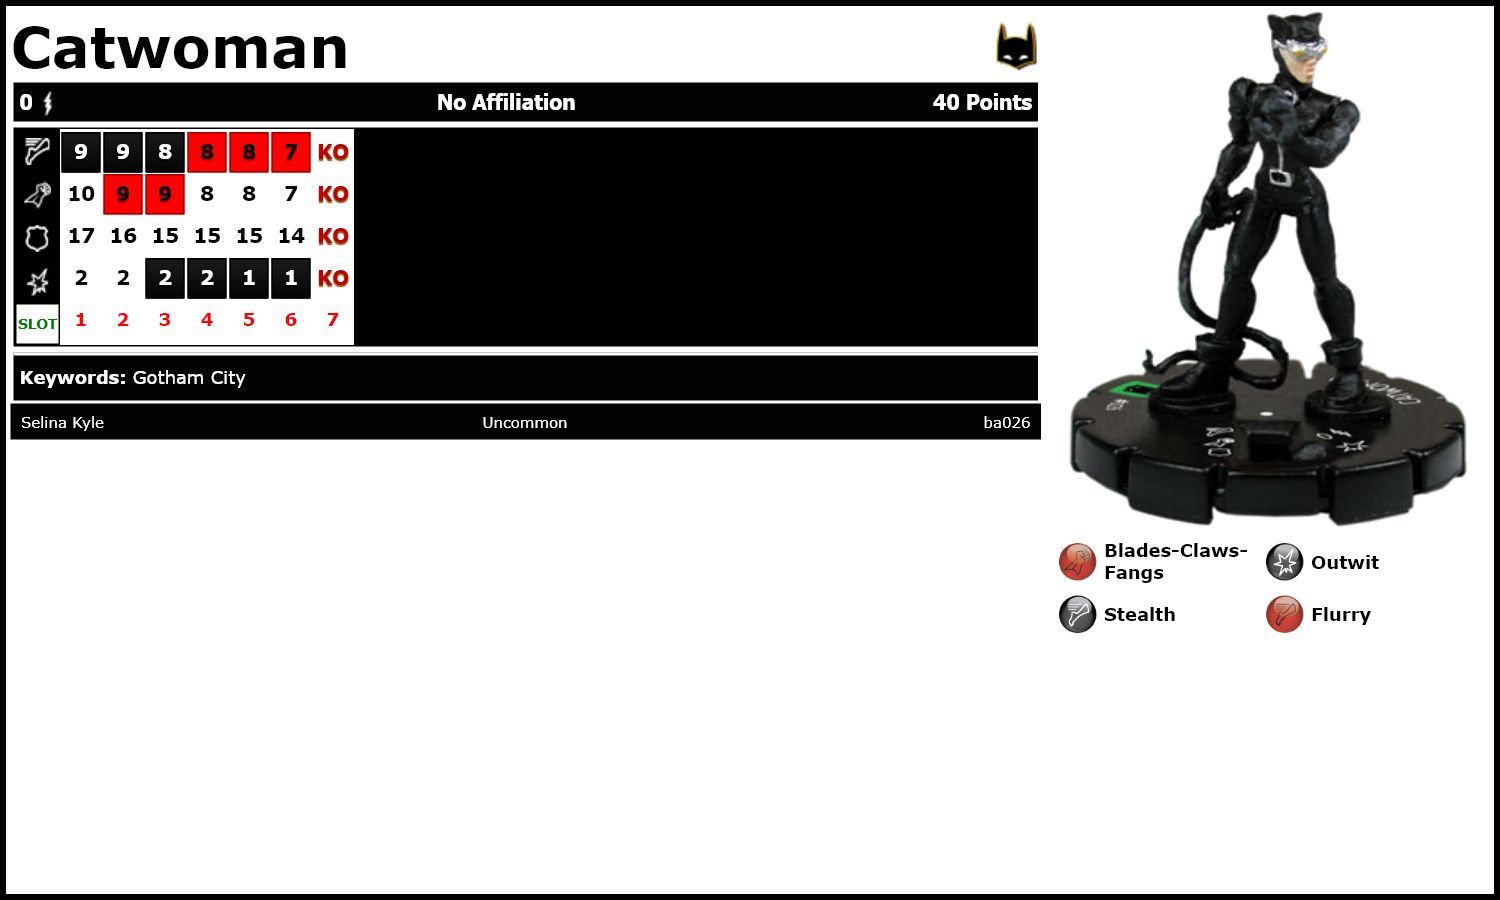 Catwoman
0 No Affiliation 40 Points
9 9 8 8 8 7 KO
10 9 9 8 8 7 KO
17 16 15 15 15 14 KO
2 2 2 2 1 1 KO
SLOT 1 2 3 4 5 6 7
Keywords: Gotham City
Selina Kyle Uncommon ba026
Blades-Claws-
Fangs
Outwit
Stealth
Flurry